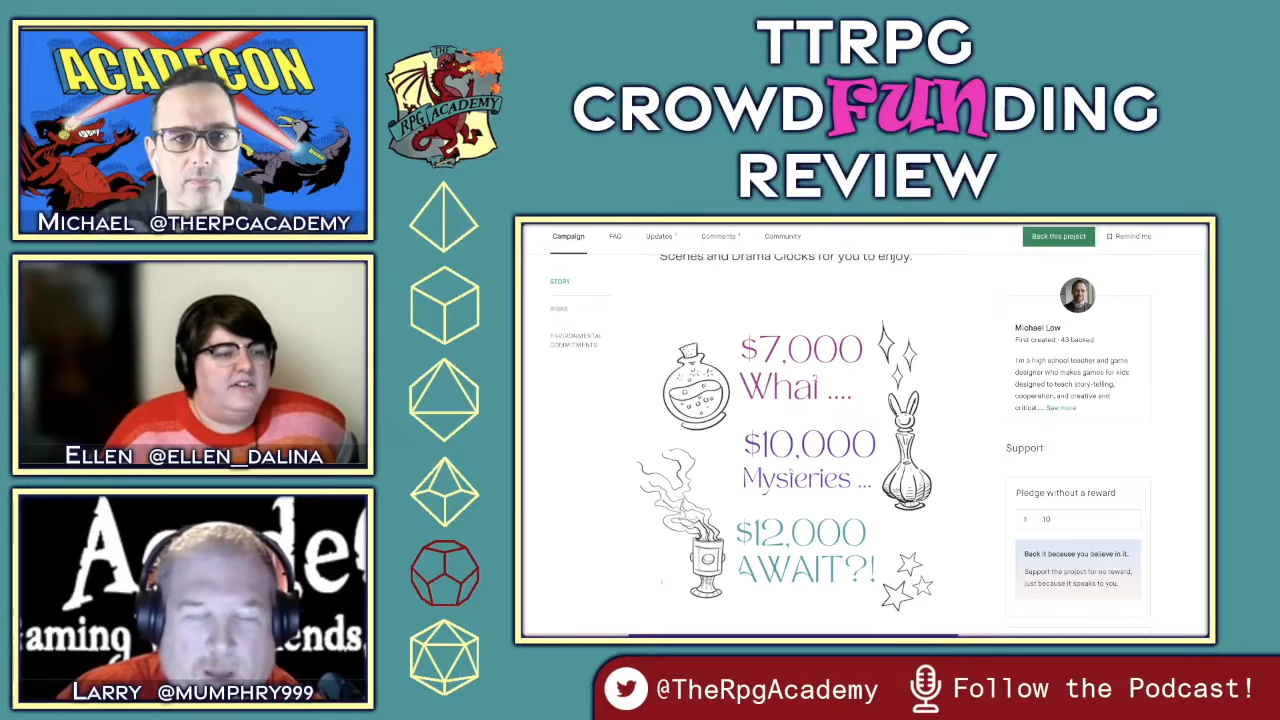 ACADECON
MICHAEL @THERPGACADEMY
ELLEN @ELLEN_DALINA
LARRY @MUMPHRY999
THE
RPG ACADEMY
TTRPG
CROWDFUNDING
REVIEW
Campaign FAQ Updates Comments Community Back this project Remind me
Scenes and Drama Clocks for you to enjoy.
STORY
RISKS
ENVIRONMENTAL
COMMITMENTS
$7,000
What ....
$10,000
Mysteries ...
$12,000
AWAIT?!
Michael Low
First created · 43 backed
I'm a high school teacher and game
designer who makes games for kids
designed to teach story-telling,
cooperation, and creative and
critical... See more
Support
Pledge without a reward
$ 10
Back it because you believe in it.
Support the project for no reward,
just because it speaks to you.
@TheRpgAcademy Follow the Podcast!